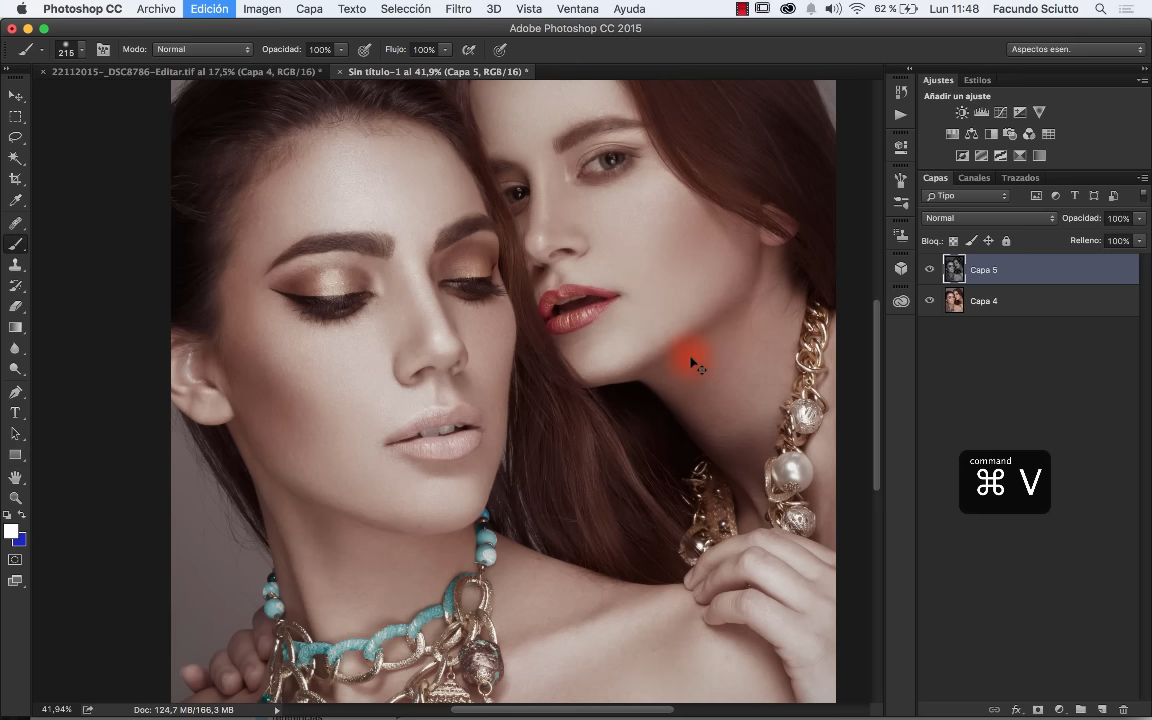 Photoshop CC Archivo Edición Imagen Capa Texto Selección Filtro 3D Vista Ventana Ayuda 62 % Lun 11:48 Facundo Sciutto
Adobe Photoshop CC 2015
215 Modo: Normal Opacidad: 100% Flujo: 100% Aspectos esen.
× 22112015-_DSC8786-Editar.tif al 17,5% (Capa 4, RGB/16) * × Sin título-1 al 41,9% (Capa 5, RGB/16) *
Ajustes Estilos
Añadir un ajuste
Capas Canales Trazados
Tipo
Normal Opacidad: 100%
Bloq.: Relleno: 100%
Capa 5
Capa 4
command
⌘ V
41,94% Doc: 124,7 MB/166,3 MB